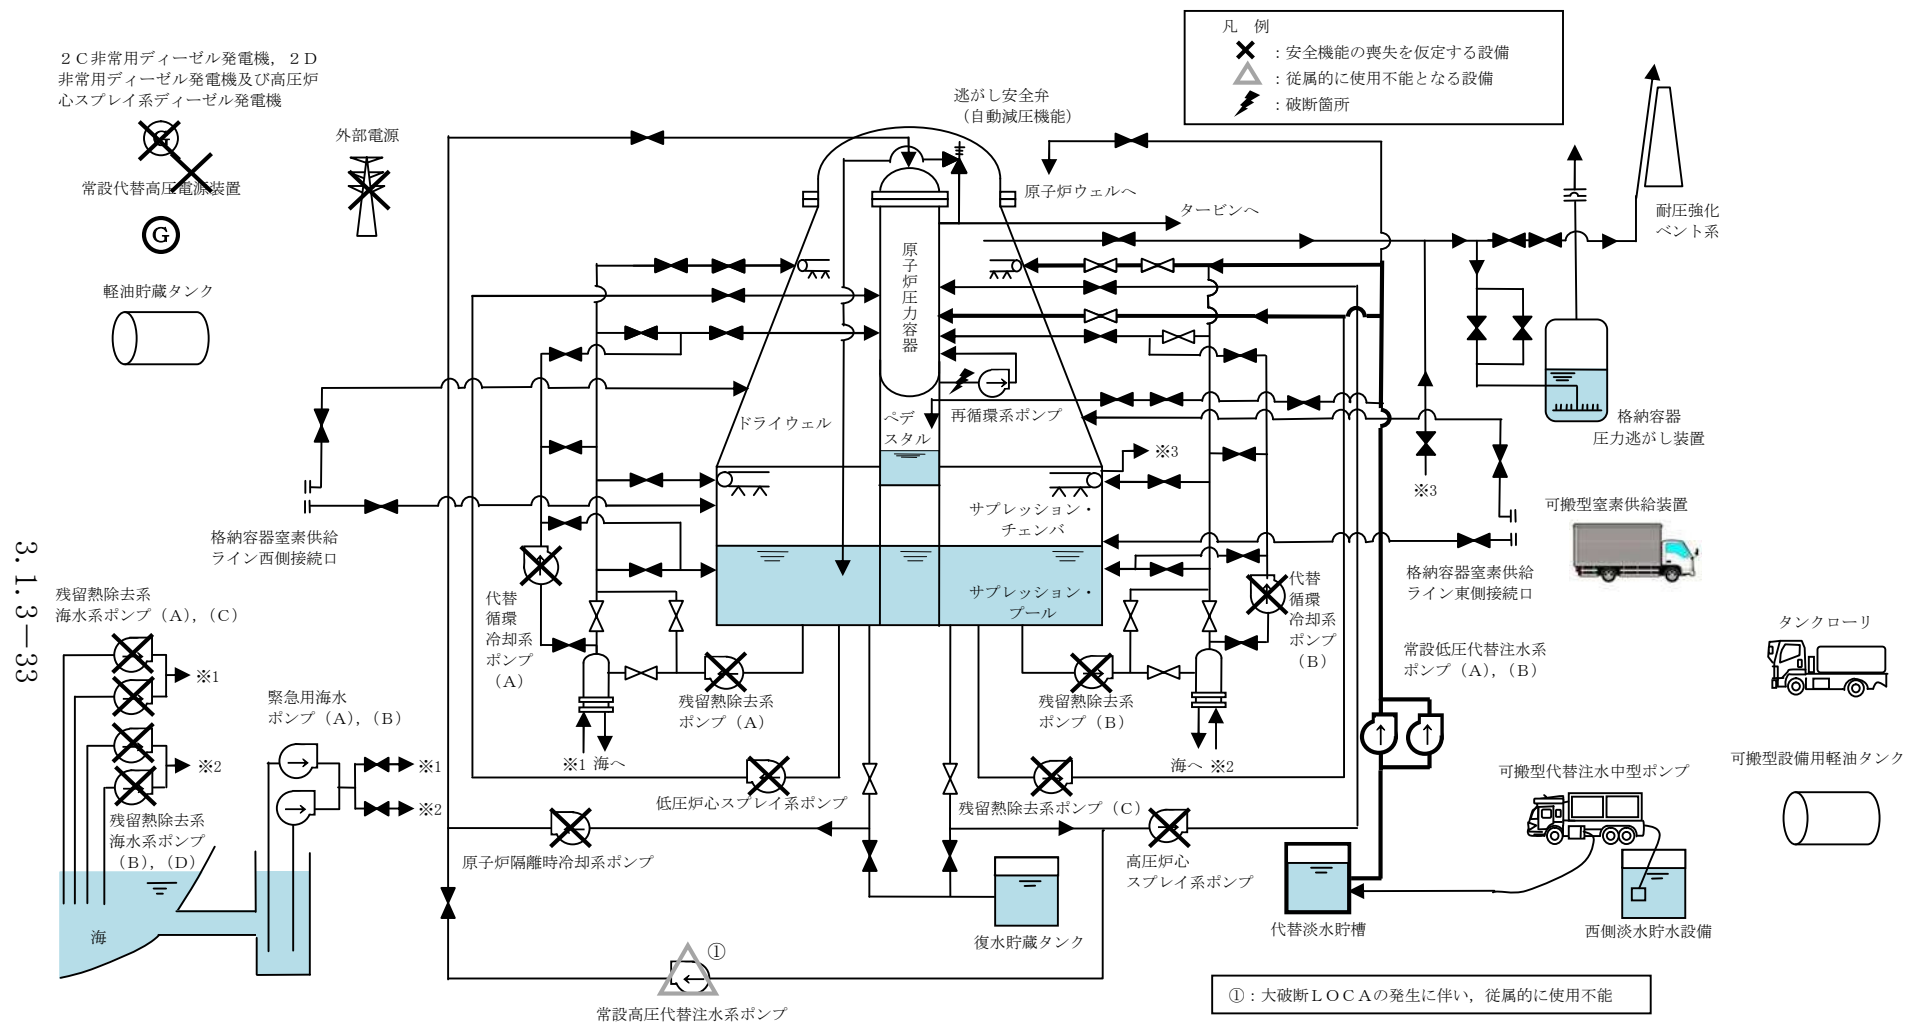 凡　例
：安全機能の喪失を仮定する設備
：従属的に使用不能となる設備
：破断箇所
２Ｃ非常用ディーゼル発電機，２Ｄ
非常用ディーゼル発電機及び高圧炉
心スプレイ系ディーゼル発電機
G
外部電源
常設代替高圧電源装置
G
軽油貯蔵タンク
逃がし安全弁
（自動減圧機能）
原子炉ウェルへ
タービンへ
耐圧強化
ベント系
原子炉圧力容器
ドライウェル
ペデ
スタル
再循環系ポンプ
格納容器
圧力逃がし装置
※3
※3
サプレッション・
チェンバ
サプレッション・
プール
格納容器窒素供給
ライン西側接続口
可搬型窒素供給装置
格納容器窒素供給
ライン東側接続口
3.1.3－33
残留熱除去系
海水系ポンプ（Ａ），（Ｃ）
※1
※2
残留熱除去系
海水系ポンプ
（Ｂ），（Ｄ）
緊急用海水
ポンプ（Ａ），（Ｂ）
※1
※2
海
代替
循環
冷却系
ポンプ
（Ａ）
代替
循環
冷却系
ポンプ
（Ｂ）
残留熱除去系
ポンプ（Ａ）
残留熱除去系
ポンプ（Ｂ）
※1 海へ
海へ ※2
常設低圧代替注水系
ポンプ（Ａ），（Ｂ）
タンクローリ
低圧炉心スプレイ系ポンプ
残留熱除去系ポンプ（Ｃ）
可搬型代替注水中型ポンプ
可搬型設備用軽油タンク
原子炉隔離時冷却系ポンプ
高圧炉心
スプレイ系ポンプ
復水貯蔵タンク
代替淡水貯槽
西側淡水貯水設備
①
常設高圧代替注水系ポンプ
①：大破断ＬＯＣＡの発生に伴い，従属的に使用不能